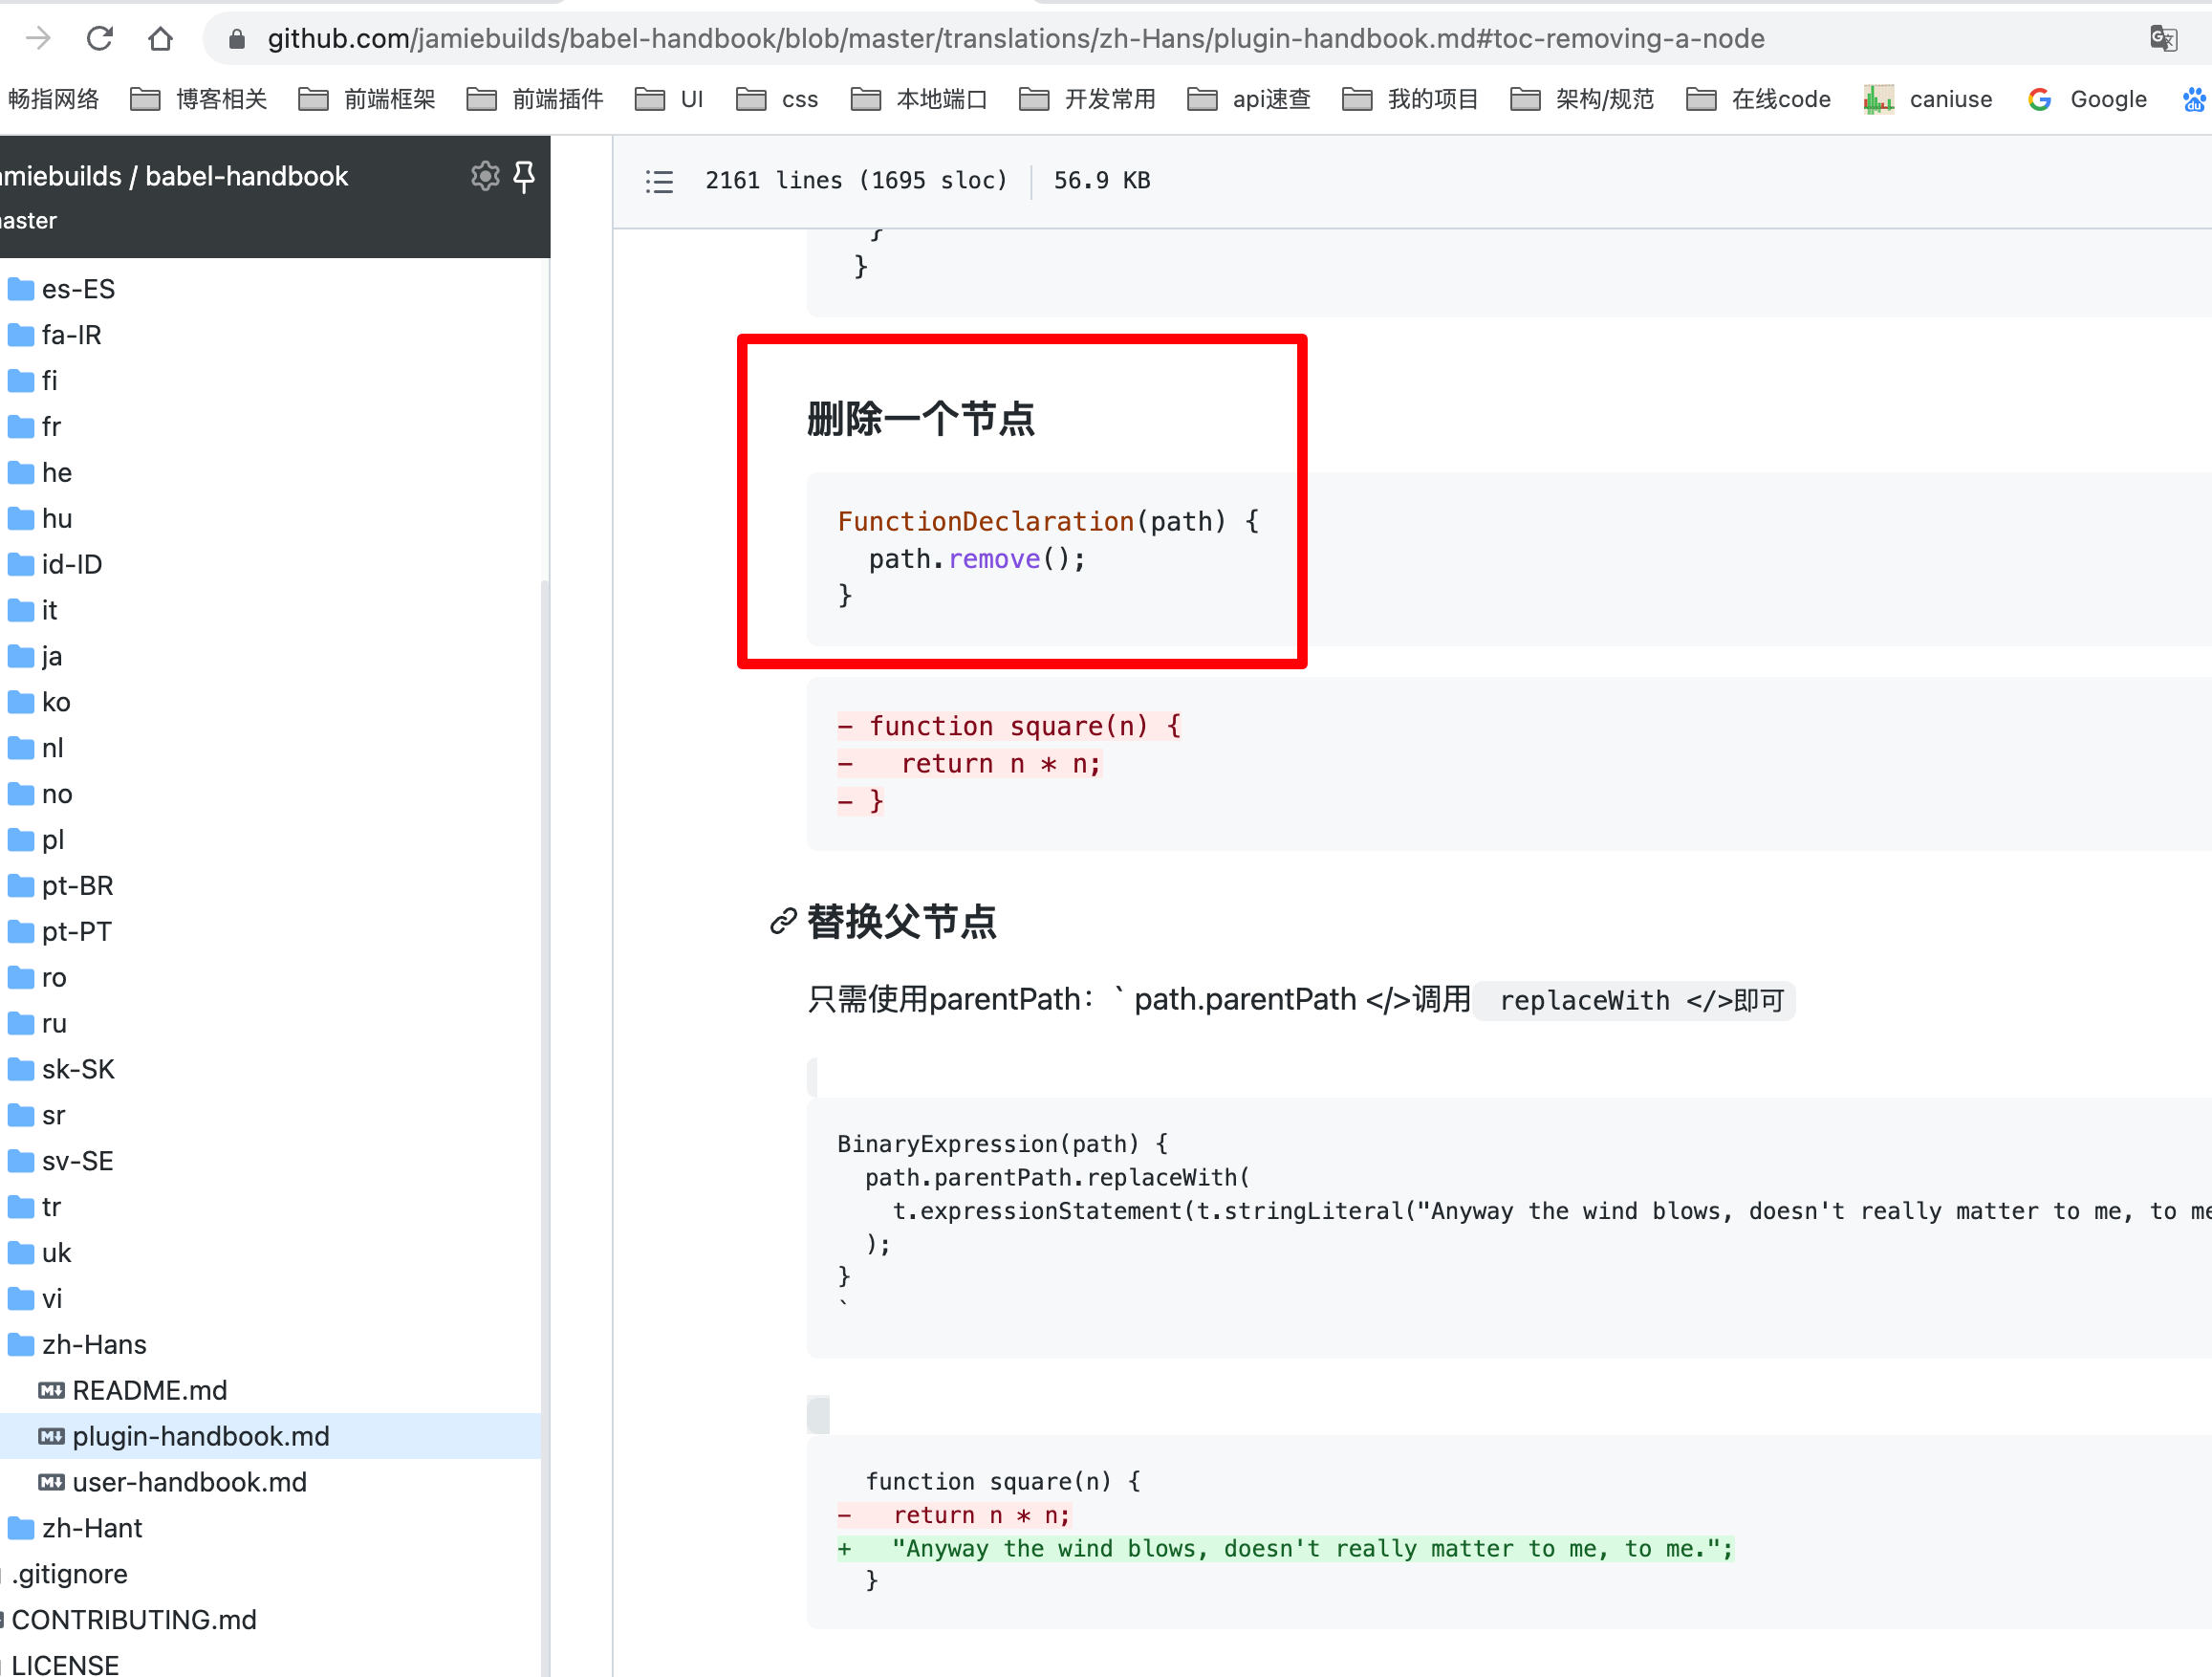 github.com/jamiebuilds/babel-handbook/blob/master/translations/zh-Hans/plugin-handbook.md#toc-removing-a-node
畅指网络 博客相关 前端框架 前端插件 UI css 本地端口 开发常用 api速查 我的项目 架构/规范 在线code caniuse Google
amiebuilds / babel-handbook
aster
es-ES
fa-IR
fi
fr
he
hu
id-ID
it
ja
ko
nl
no
pl
pt-BR
pt-PT
ro
ru
sk-SK
sr
sv-SE
tr
uk
vi
zh-Hans
README.md
plugin-handbook.md
user-handbook.md
zh-Hant
.gitignore
CONTRIBUTING.md
LICENSE
2161 lines (1695 sloc) 56.9 KB
}
}
删除一个节点
FunctionDeclaration(path) {
path.remove();
}
- function square(n) {
-   return n * n;
- }
替换父节点
只需使用parentPath：` path.parentPath </>调用 replaceWith </>即可
BinaryExpression(path) {
path.parentPath.replaceWith(
t.expressionStatement(t.stringLiteral("Anyway the wind blows, doesn't really matter to me, to me
);
}
`
function square(n) {
-   return n * n;
+   "Anyway the wind blows, doesn't really matter to me, to me.";
}